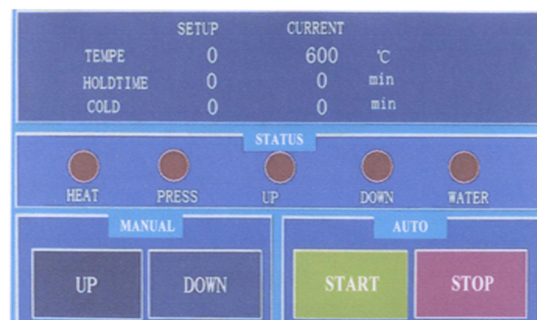 SETUP CURRENT
TEMPE 0 600 ℃
HOLDTIME 0 0 min
COLD 0 0 min
STATUS
HEAT PRESS UP DOWN WATER
MANUAL AUTO
UP DOWN START STOP